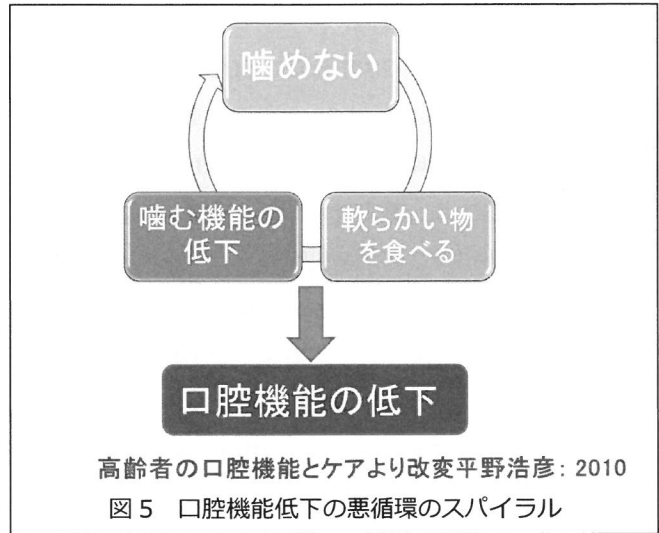 噛めない
噛む機能の
低下
軟らかい物
を食べる
口腔機能の低下
高齢者の口腔機能とケアより改変平野浩彦: 2010
図5 口腔機能低下の悪循環のスパイラル